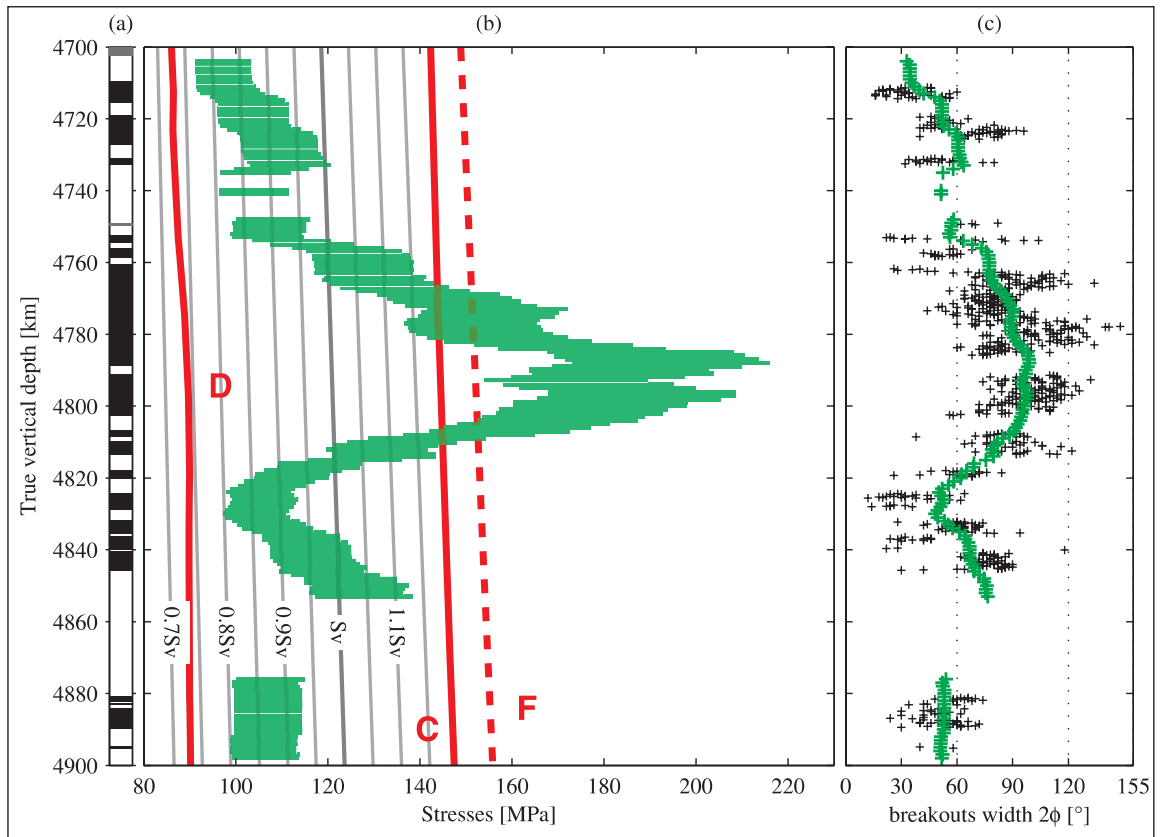 (a) (b) (c)
True vertical depth [km]
4700
4720
4740
4760
4780
4800
4820
4840
4860
4880
4900
D
0.7Sv
0.8Sv
0.9Sv
Sv
1.1Sv
C
F
80 100 120 140 160 180 200 220
Stresses [MPa]
0 30 60 90 120 155
breakouts width 2ϕ [°]